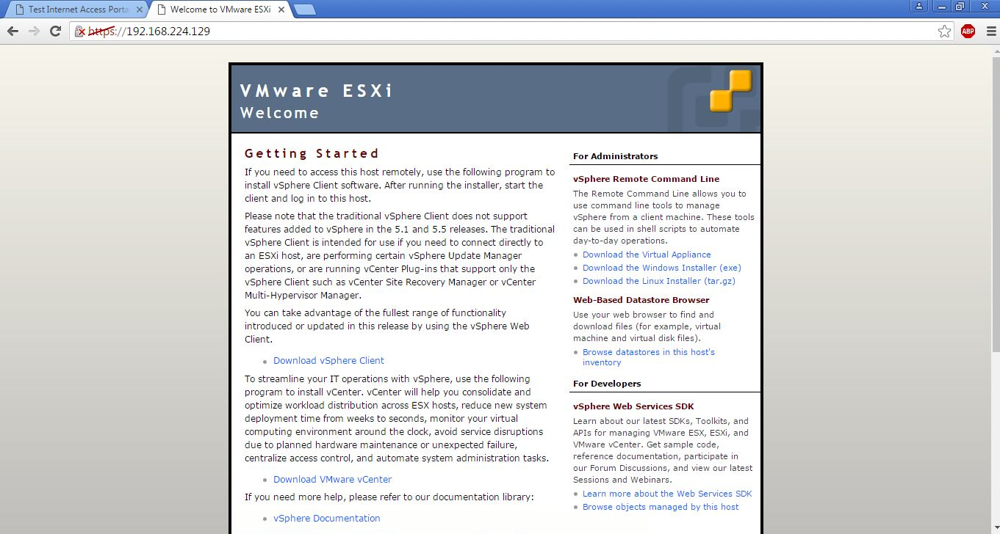 Test Internet Access Porta
Welcome to VMware ESXi
https://192.168.224.129
ABP
VMware ESXi
Welcome
Getting Started
If you need to access this host remotely, use the following program to
install vSphere Client software. After running the installer, start the
client and log in to this host.
Please note that the traditional vSphere Client does not support
features added to vSphere in the 5.1 and 5.5 releases. The traditional
vSphere Client is intended for use if you need to connect directly to
an ESXi host, are performing certain vSphere Update Manager
operations, or are running vCenter Plug-ins that support only the
vSphere Client such as vCenter Site Recovery Manager or vCenter
Multi-Hypervisor Manager.
You can take advantage of the fullest range of functionality
introduced or updated in this release by using the vSphere Web
Client.
Download vSphere Client
To streamline your IT operations with vSphere, use the following
program to install vCenter. vCenter will help you consolidate and
optimize workload distribution across ESX hosts, reduce new system
deployment time from weeks to seconds, monitor your virtual
computing environment around the clock, avoid service disruptions
due to planned hardware maintenance or unexpected failure,
centralize access control, and automate system administration tasks.
Download VMware vCenter
If you need more help, please refer to our documentation library:
vSphere Documentation
For Administrators
vSphere Remote Command Line
The Remote Command Line allows you to
use command line tools to manage
vSphere from a client machine. These tools
can be used in shell scripts to automate
day-to-day operations.
Download the Virtual Appliance
Download the Windows Installer (exe)
Download the Linux Installer (tar.gz)
Web-Based Datastore Browser
Use your web browser to find and
download files (for example, virtual
machine and virtual disk files).
Browse datastores in this host's
inventory
For Developers
vSphere Web Services SDK
Learn about our latest SDKs, Toolkits, and
APIs for managing VMware ESX, ESXi, and
VMware vCenter. Get sample code,
reference documentation, participate in
our Forum Discussions, and view our latest
Sessions and Webinars.
Learn more about the Web Services SDK
Browse objects managed by this host